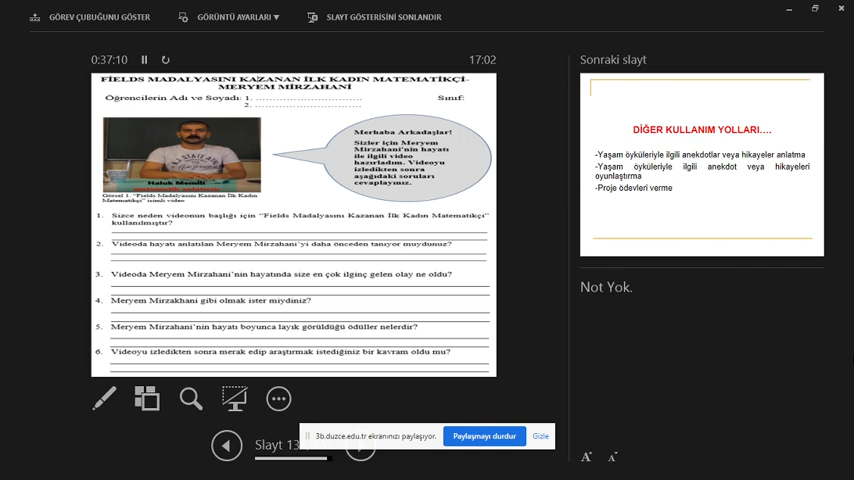 GÖREV ÇUBUĞUNU GÖSTER
GÖRÜNTÜ AYARLARI ▼
SLAYT GÖSTERİSİNİ SONLANDIR
0:37:10
17:02
FİELDS MADALYASINI KAZANAN İLK KADIN MATEMATİKÇİ-
MERYEM MİRZAHANİ
Öğrencilerin Adı ve Soyadı: 1. ................................
Sınıf:
2. ................................
Merhaba Arkadaşlar!
Sizler için Meryem
Mirzahani'nin hayatı
ile ilgili video
hazırladım. Videoyu
izledikten sonra
aşağıdaki soruları
cevaplayınız.
Haluk Memili
Görsel 1. "Fields Madalyasını Kazanan İlk Kadın
Matematikçi" isimli video
1. Sizce neden videonun başlığı için "Fields Madalyasını Kazanan İlk Kadın Matematikçi"
kullanılmıştır?
2. Videoda hayatı anlatılan Meryem Mirzahani'yi daha önceden tanıyor muydunuz?
3. Videoda Meryem Mirzahani'nin hayatında size en çok ilginç gelen olay ne oldu?
4. Meryem Mirzakhani gibi olmak ister miydiniz?
5. Meryem Mirzahani'nin hayatı boyunca layık görüldüğü ödüller nelerdir?
6. Videoyu izledikten sonra merak edip araştırmak istediğiniz bir kavram oldu mu?
Sonraki slayt
DİĞER KULLANIM YOLLARI....
-Yaşam öyküleriyle ilgili anekdotlar veya hikayeler anlatma
-Yaşam öyküleriyle ilgili anekdot veya hikayeleri
oyunlaştırma
-Proje ödevleri verme
Not Yok.
Slayt 13
3b.duzce.edu.tr ekranınızı paylaşıyor.
Paylaşmayı durdur
Gizle
A A